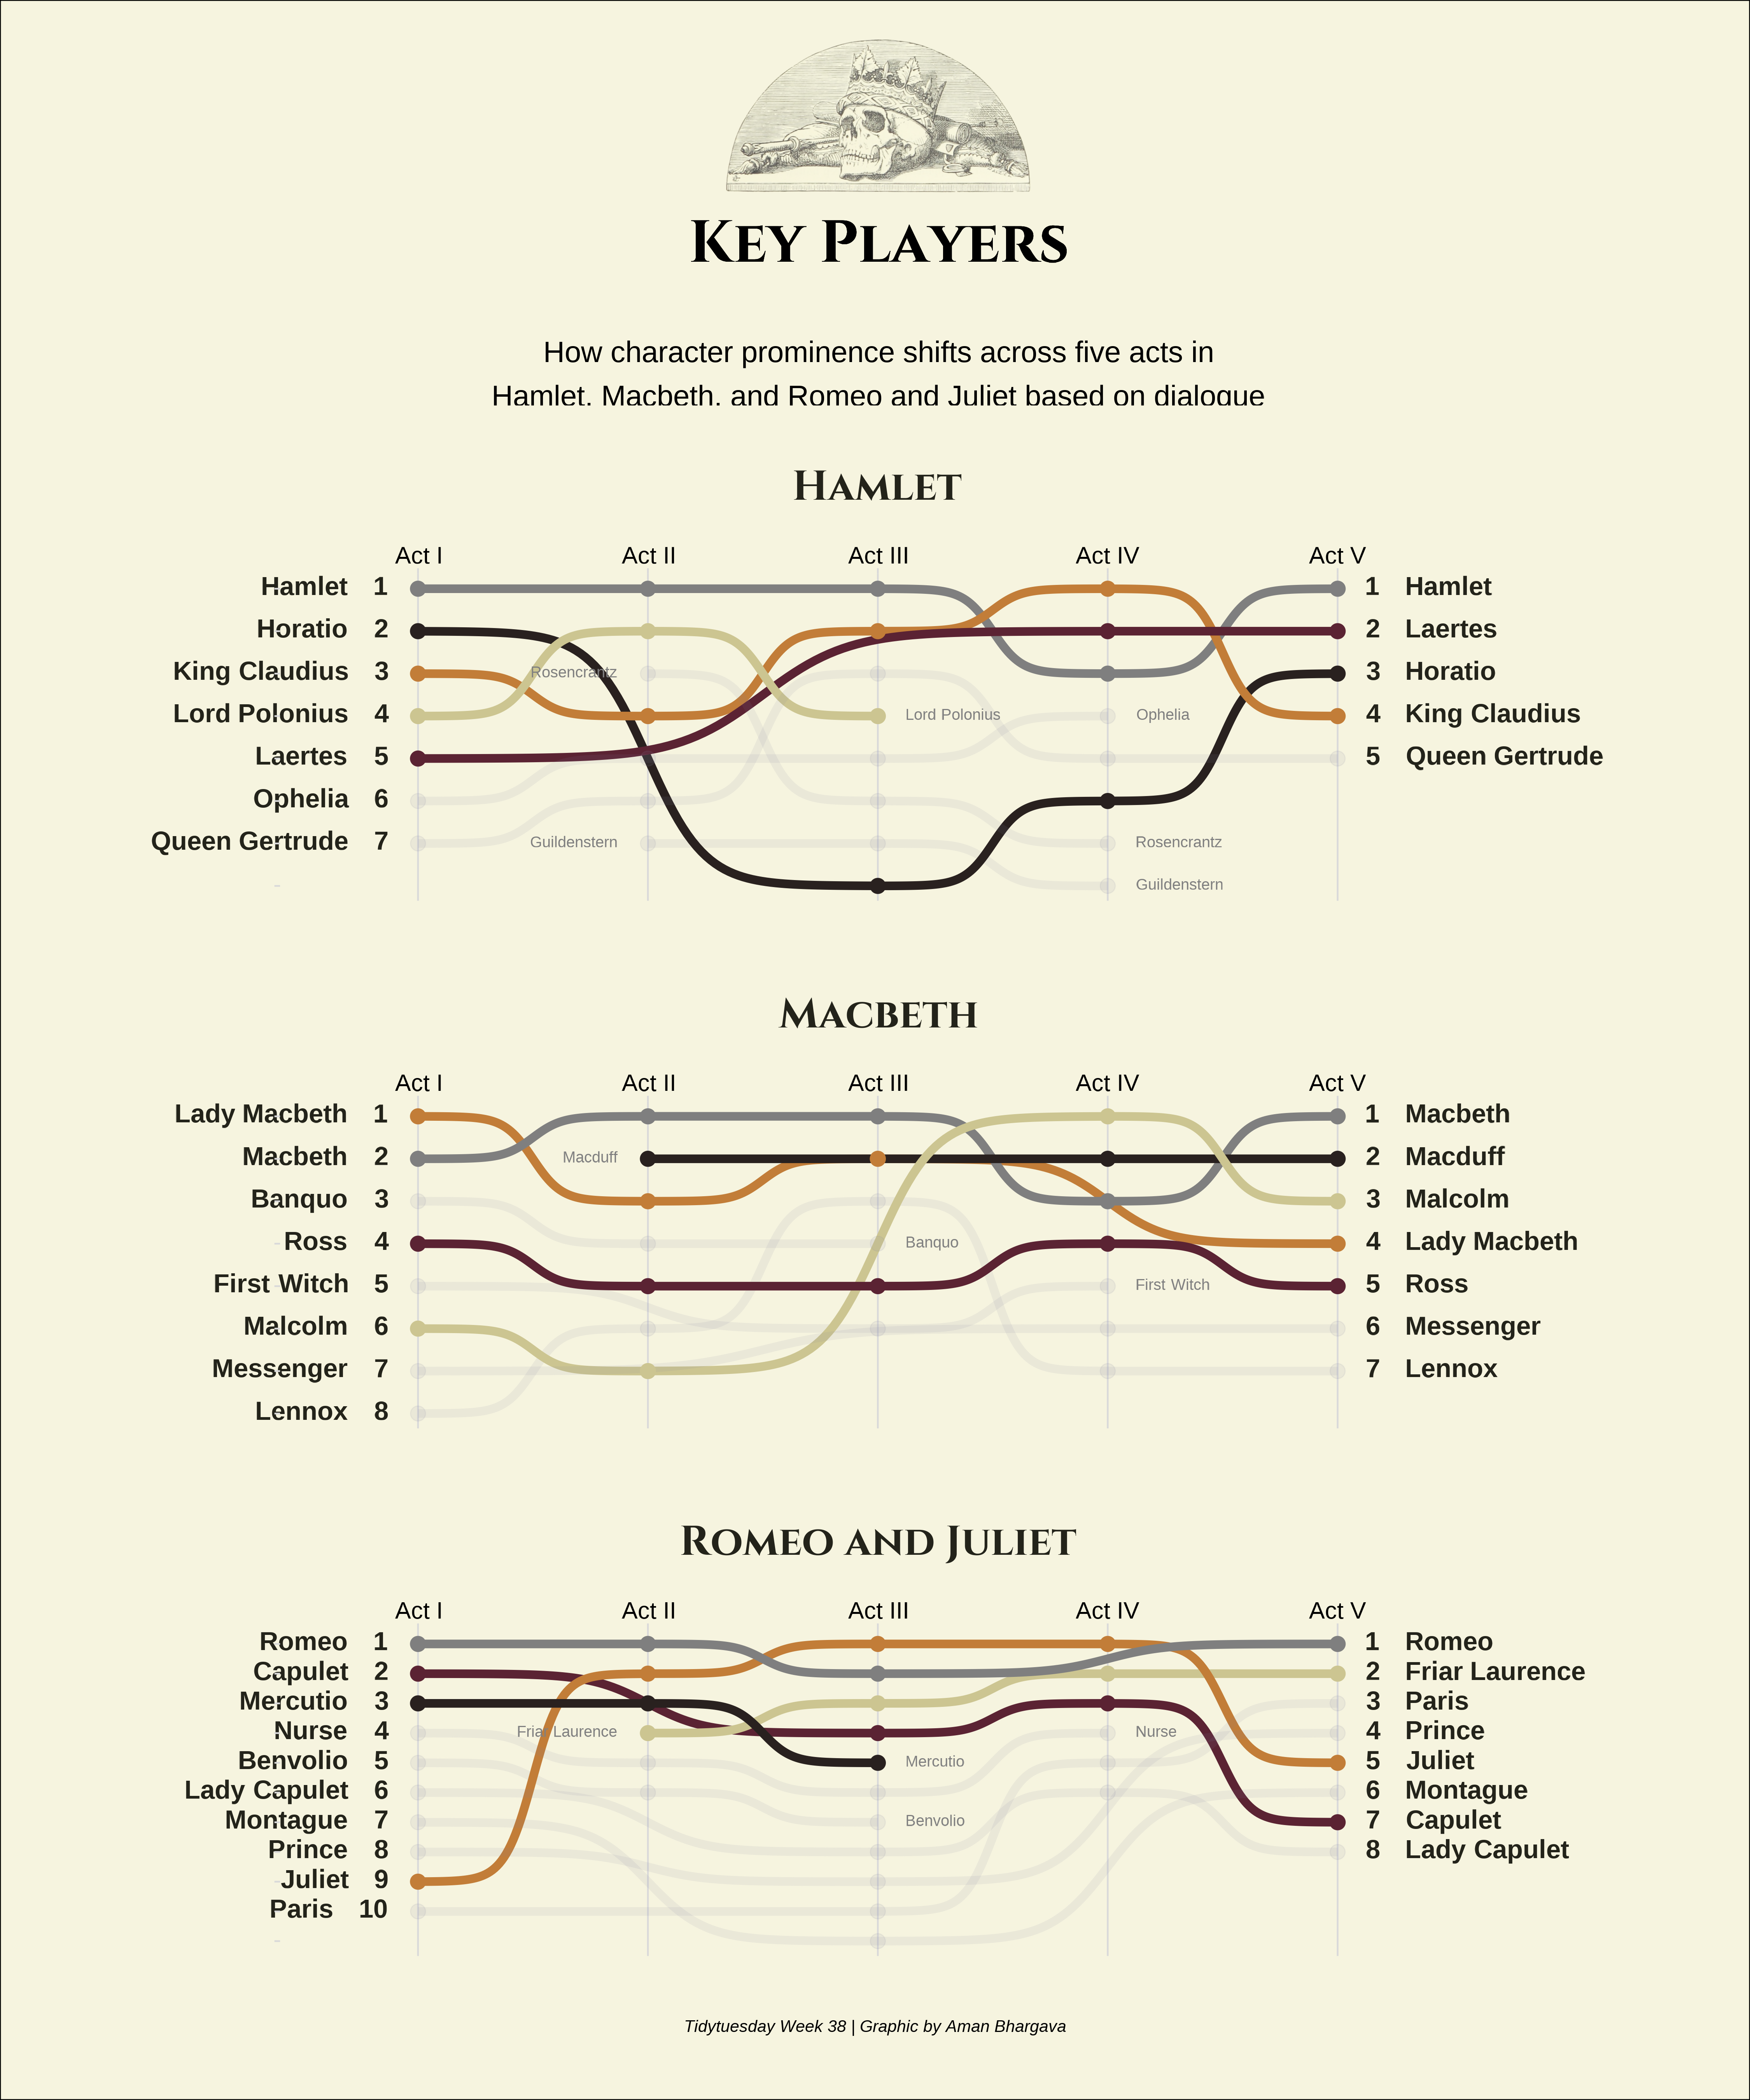 Key Players
How character prominence shifts across five acts in
Hamlet, Macbeth, and Romeo and Juliet based on dialogue
Hamlet
Act I Act II Act III Act IV Act V
Hamlet 1 1 Hamlet
Horatio 2 2 Laertes
King Claudius 3 Rosencrantz 3 Horatio
Lord Polonius 4 Lord Polonius Ophelia 4 King Claudius
Laertes 5 5 Queen Gertrude
Ophelia 6
Queen Gertrude 7 Guildenstern Rosencrantz
Guildenstern
Macbeth
Act I Act II Act III Act IV Act V
Lady Macbeth 1 1 Macbeth
Macbeth 2 Macduff 2 Macduff
Banquo 3 3 Malcolm
Ross 4 Banquo 4 Lady Macbeth
First Witch 5 First Witch 5 Ross
Malcolm 6 6 Messenger
Messenger 7 7 Lennox
Lennox 8
Romeo and Juliet
Act I Act II Act III Act IV Act V
Romeo 1 1 Romeo
Capulet 2 2 Friar Laurence
Mercutio 3 3 Paris
Nurse 4 Friar Laurence Nurse 4 Prince
Benvolio 5 Mercutio 5 Juliet
Lady Capulet 6 6 Montague
Montague 7 Benvolio 7 Capulet
Prince 8 8 Lady Capulet
Juliet 9
Paris 10
Tidytuesday Week 38 | Graphic by Aman Bhargava